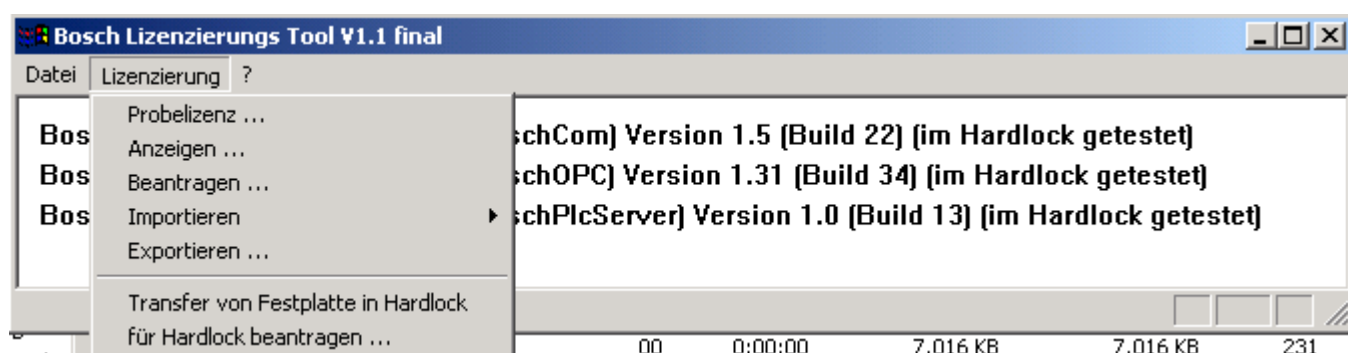 Bosch Lizenzierungs Tool V1.1 final
Datei Lizenzierung ?
Probelizenz ...
Anzeigen ...
Beantragen ...
Importieren
Exportieren ...
Transfer von Festplatte in Hardlock
für Hardlock beantragen ...
Bos schCom) Version 1.5 (Build 22) (im Hardlock getestet)
Bos schOPC) Version 1.31 (Build 34) (im Hardlock getestet)
Bos schPlcServer) Version 1.0 (Build 13) (im Hardlock getestet)
00 0:00:00 7.016 KB 7.016 KB 231